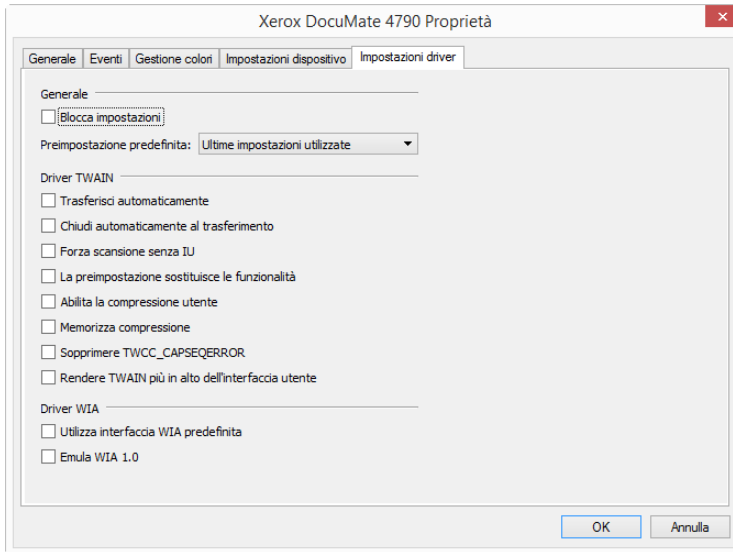 Xerox DocuMate 4790 Proprietà
Generale Eventi Gestione colori Impostazioni dispositivo Impostazioni driver
Generale
Blocca impostazioni
Preimpostazione predefinita: Ultime impostazioni utilizzate
Driver TWAIN
Trasferisci automaticamente
Chiudi automaticamente al trasferimento
Forza scansione senza IU
La preimpostazione sostituisce le funzionalità
Abilita la compressione utente
Memorizza compressione
Sopprimere TWCC_CAPSEQERROR
Rendere TWAIN più in alto dell'interfaccia utente
Driver WIA
Utilizza interfaccia WIA predefinita
Emula WIA 1.0
OK Annulla